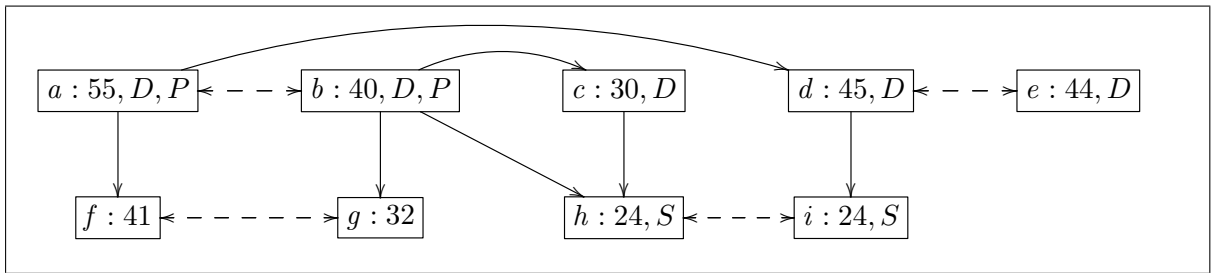 a : 55, D, P b : 40, D, P c : 30, D d : 45, D e : 44, D
f : 41 g : 32 h : 24, S i : 24, S